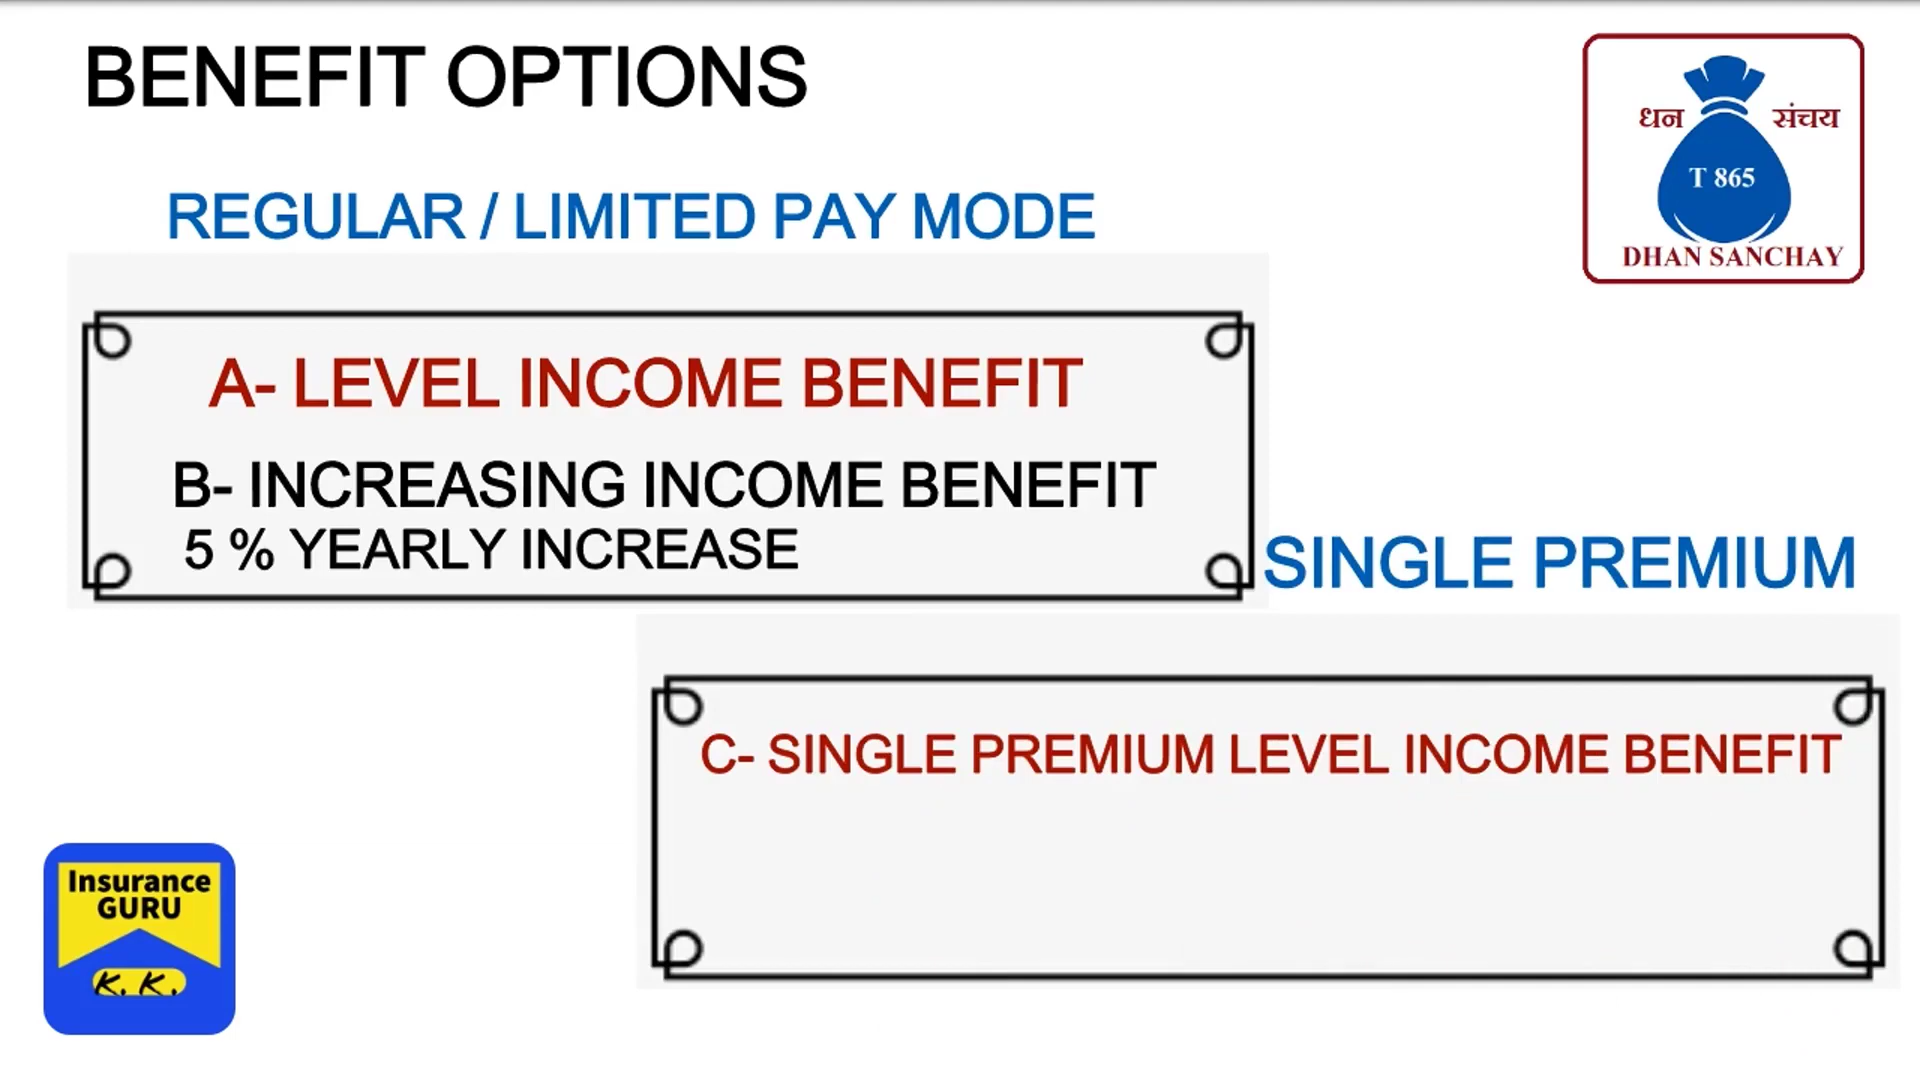 BENEFIT OPTIONS
धन संचय
T 865
DHAN SANCHAY
REGULAR / LIMITED PAY MODE
A- LEVEL INCOME BENEFIT
B- INCREASING INCOME BENEFIT
5 % YEARLY INCREASE
SINGLE PREMIUM
C- SINGLE PREMIUM LEVEL INCOME BENEFIT
Insurance
GURU
K. K.